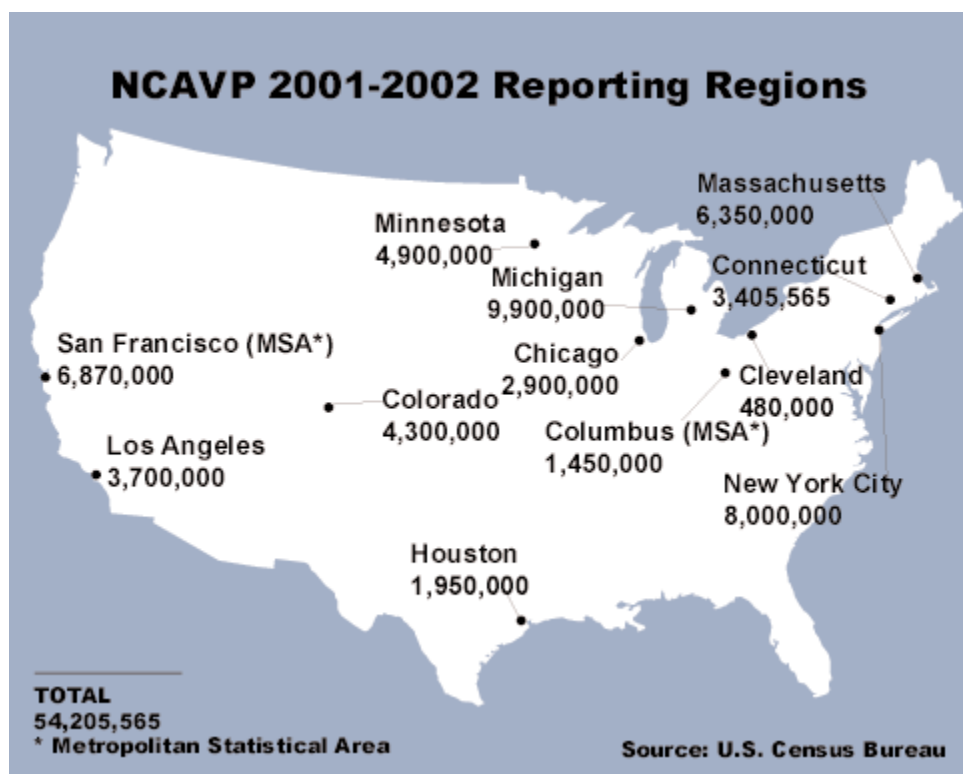 NCAVP 2001-2002 Reporting Regions
Massachusetts
6,350,000
Minnesota
4,900,000
Michigan
9,900,000
Connecticut
3,405,565
San Francisco (MSA*)
6,870,000
Chicago
2,900,000
Cleveland
480,000
Colorado
4,300,000
Columbus (MSA*)
1,450,000
Los Angeles
3,700,000
New York City
8,000,000
Houston
1,950,000
TOTAL
54,205,565
* Metropolitan Statistical Area
Source: U.S. Census Bureau